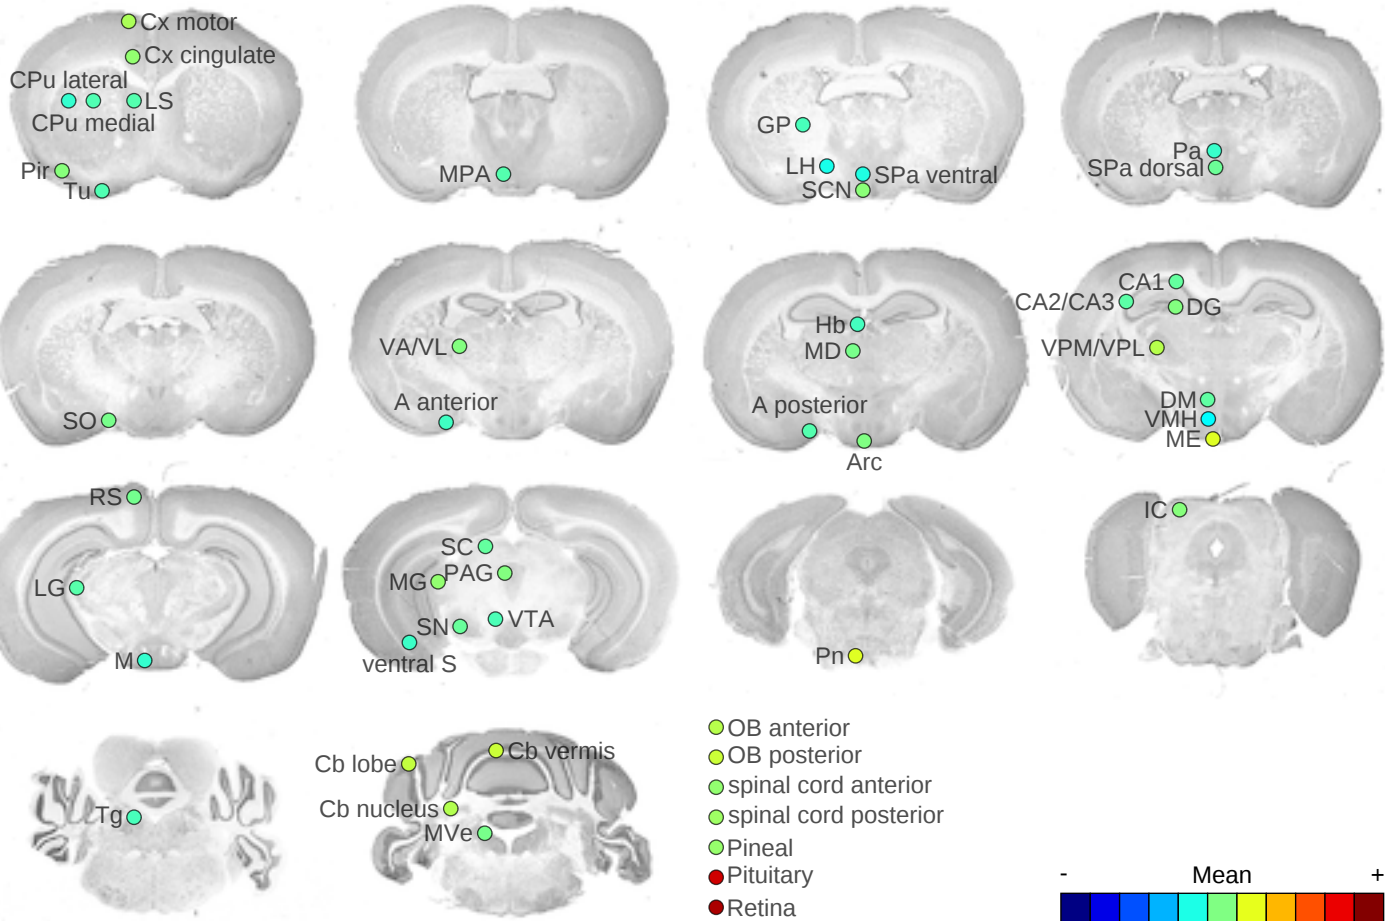 Cx motor
Cx cingulate
CPu lateral
LS
CPu medial
Pir
Tu
MPA
GP
LH
SPa ventral
SCN
Pa
SPa dorsal
SO
VA/VL
A anterior
Hb
MD
A posterior
Arc
CA1
CA2/CA3
DG
VPM/VPL
DM
VMH
ME
RS
LG
M
SC
MG
PAG
SN
VTA
ventral S
Pn
IC
Tg
Cb lobe
Cb vermis
Cb nucleus
MVe
OB anterior
OB posterior
spinal cord anterior
spinal cord posterior
Pineal
Pituitary
Retina
- Mean +